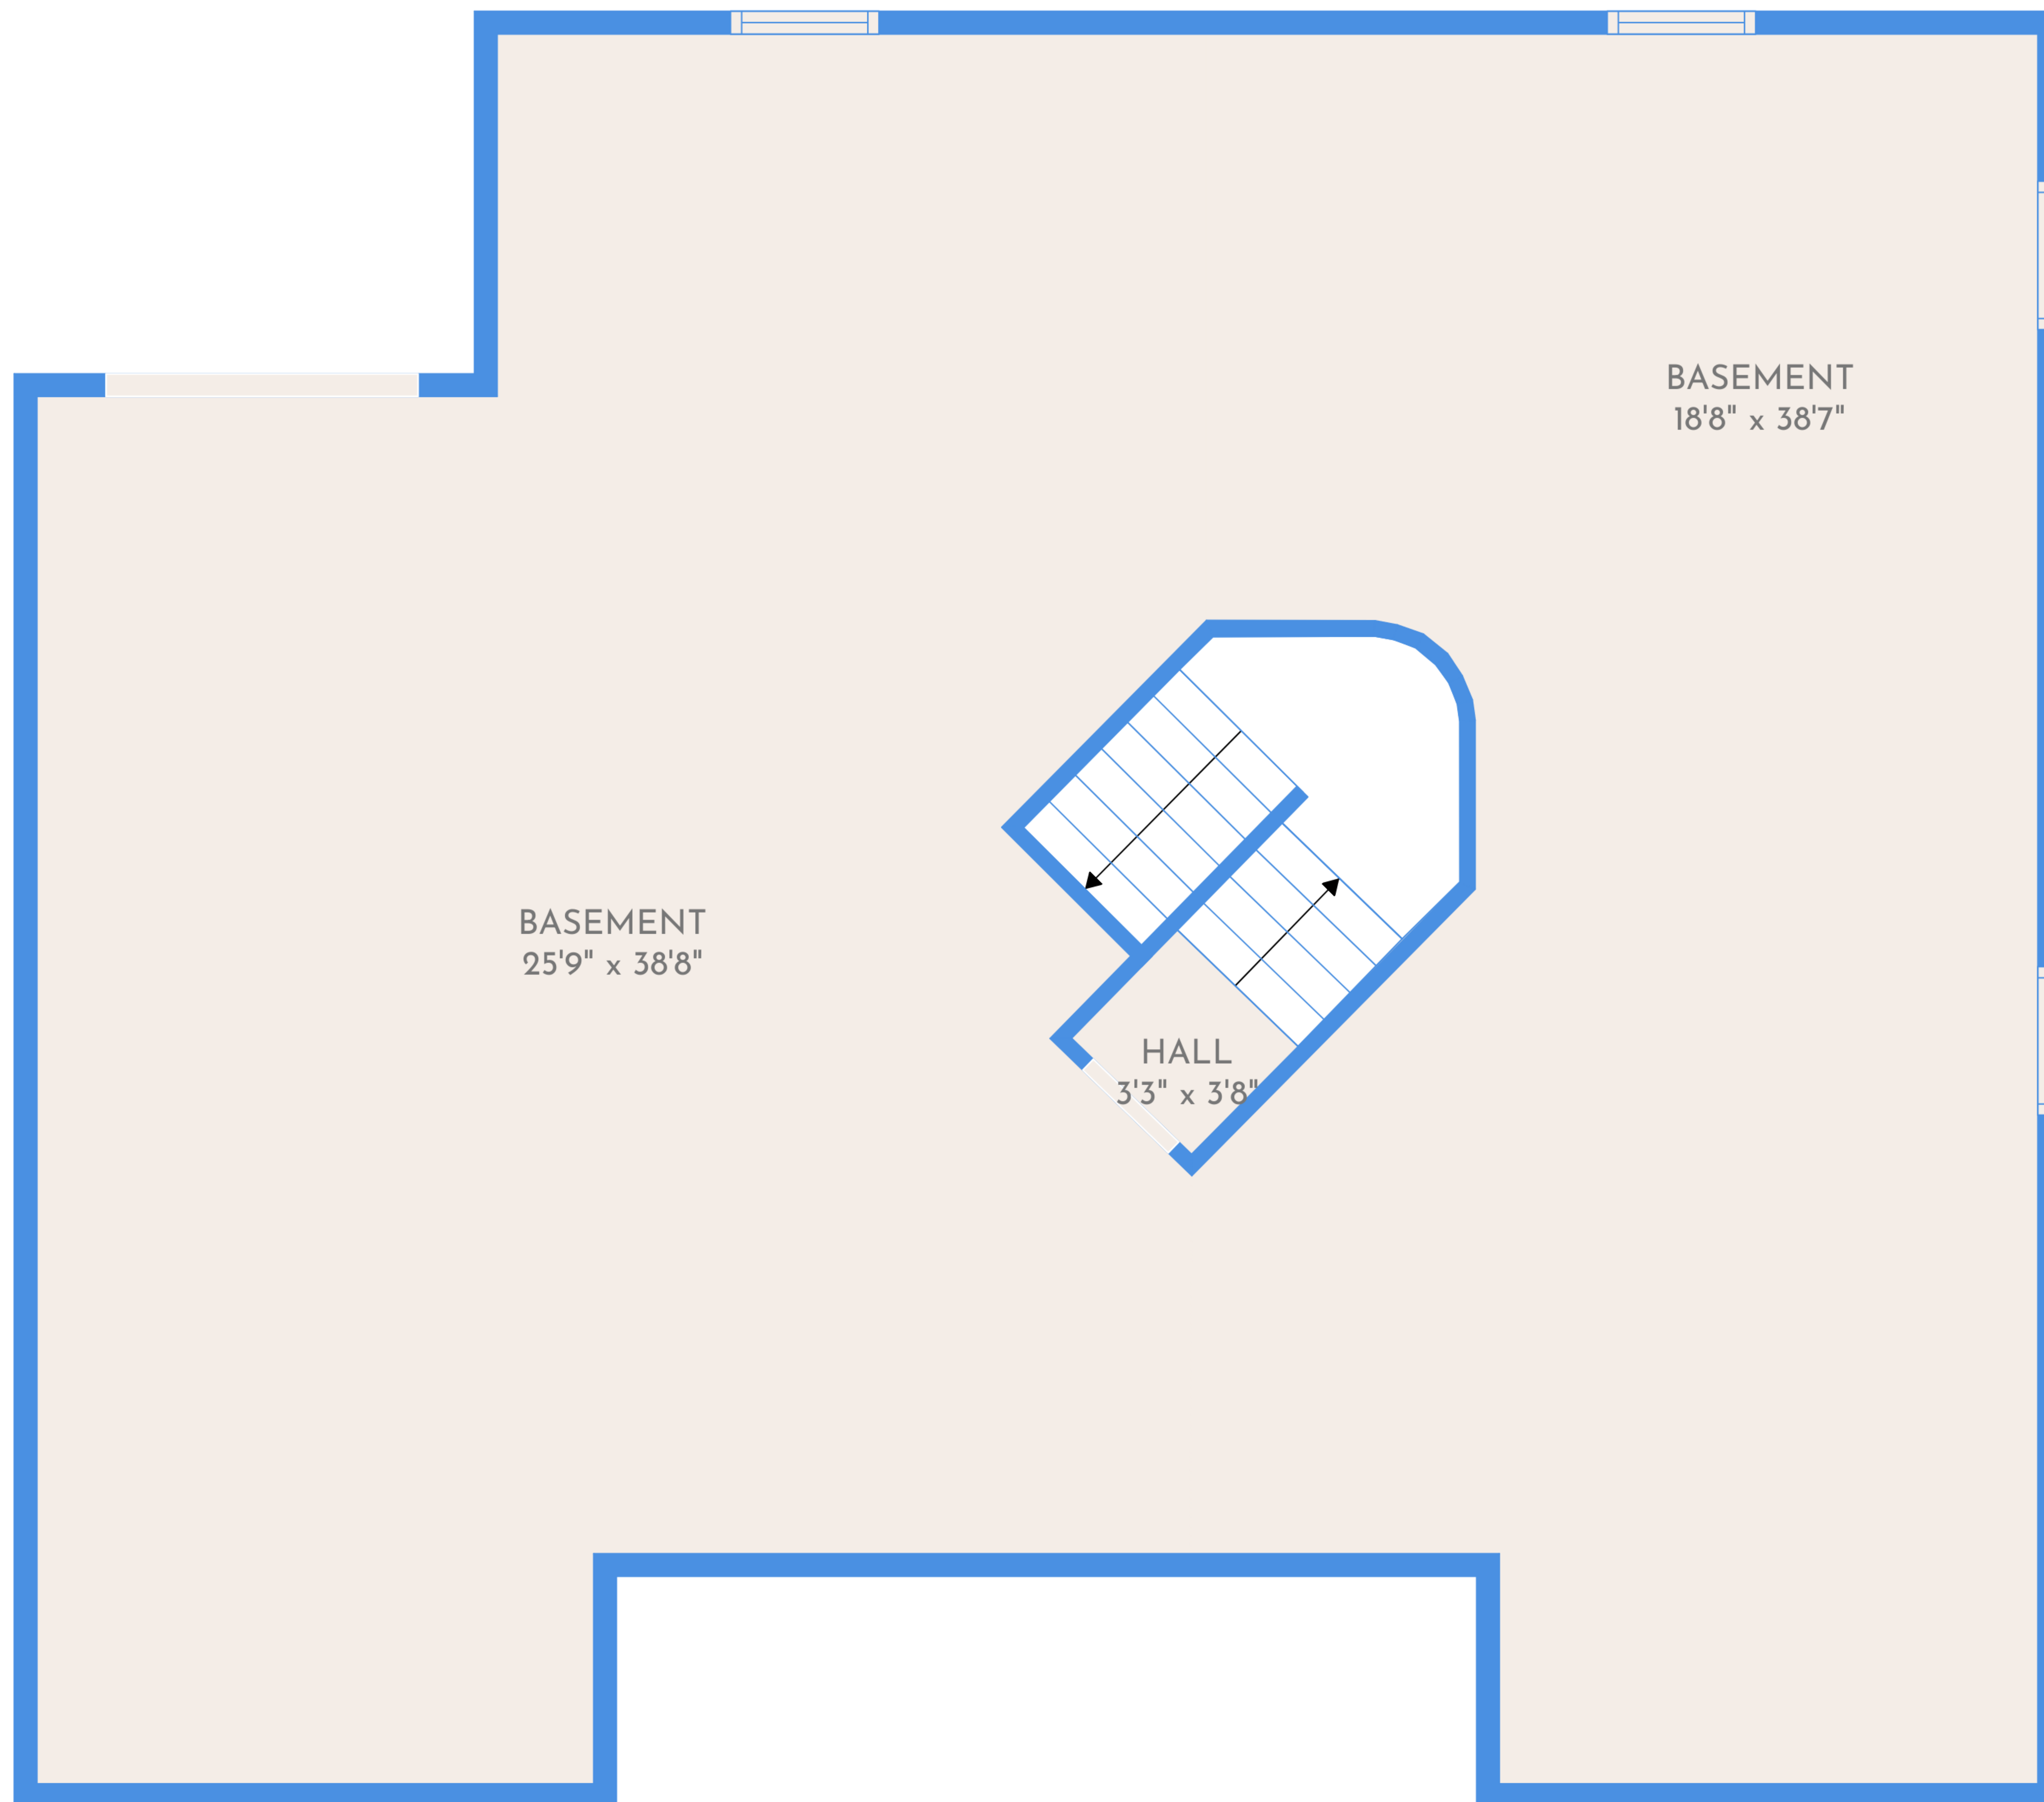 BASEMENT
18'8" x 38'7"
BASEMENT
25'9" x 38'8"
HALL
3'3" x 3'8"